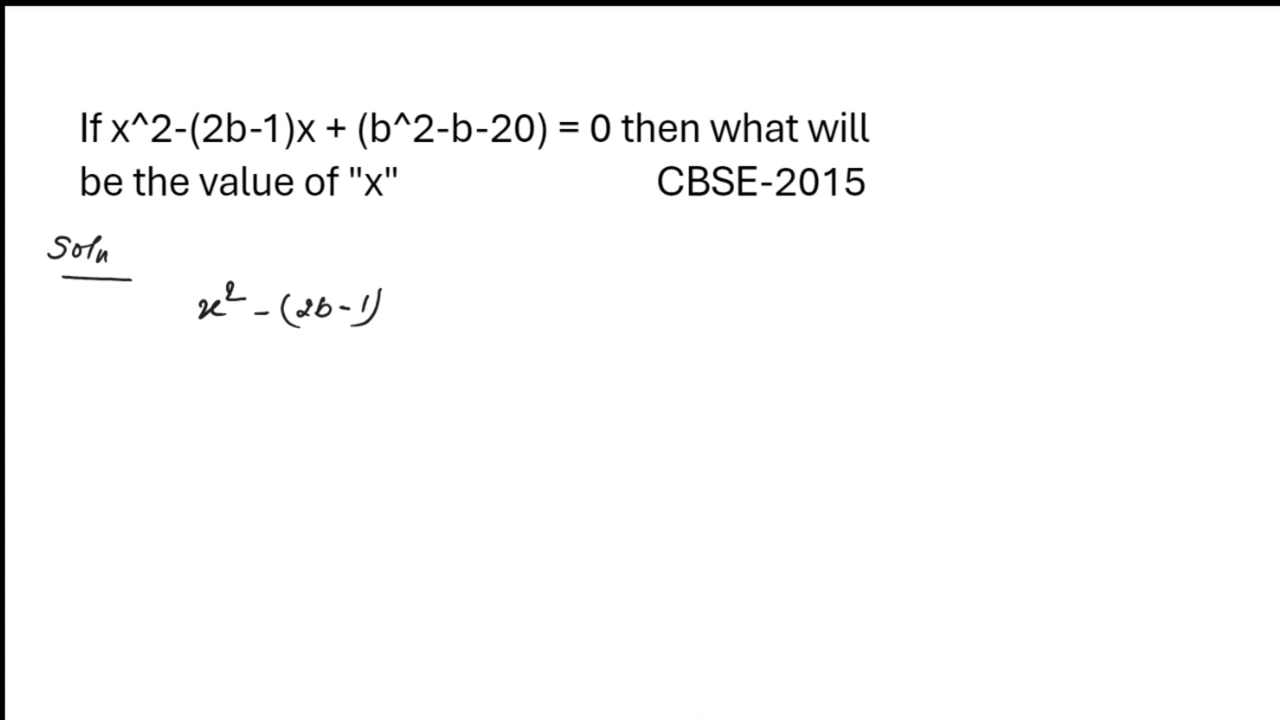 If x^2-(2b-1)x + (b^2-b-20) = 0 then what will
be the value of "x" CBSE-2015
Soln
x² - (2b-1)